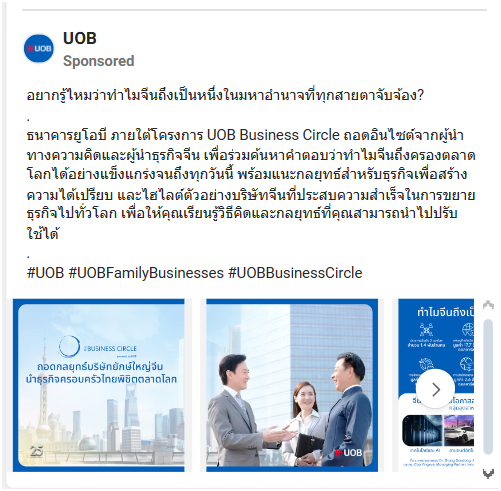 UOB
UOB
Sponsored
อยากรู้ไหมว่าทำไมจีนถึงเป็นหนึ่งในมหาอำนาจที่ทุกสายตาจับจ้อง?
.
ธนาคารยูโอบี ภายใต้โครงการ UOB Business Circle ถอดอินไซต์จากผู้นำ
ทางความคิดและผู้นำธุรกิจจีน เพื่อร่วมค้นหาคำตอบว่าทำไมจีนถึงครองตลาด
โลกได้อย่างแข็งแกร่งจนถึงทุกวันนี้ พร้อมแนะกลยุทธ์สำหรับธุรกิจเพื่อสร้าง
ความได้เปรียบ และไฮไลต์ตัวอย่างบริษัทจีนที่ประสบความสำเร็จในการขยาย
ธุรกิจไปทั่วโลก เพื่อให้คุณเรียนรู้วิธีคิดและกลยุทธ์ที่คุณสามารถนำไปปรับ
ใช้ได้
.
#UOB #UOBFamilyBusinesses #UOBBusinessCircle
BUSINESS CIRCLE
ถอดกลยุทธ์บริษัทยักษ์ใหญ่จีน
นำธุรกิจครอบครัวไทยพิชิตตลาดโลก
25
UOB
ทำไมจีนถึงเป็
เทคโนโลยีและ AI